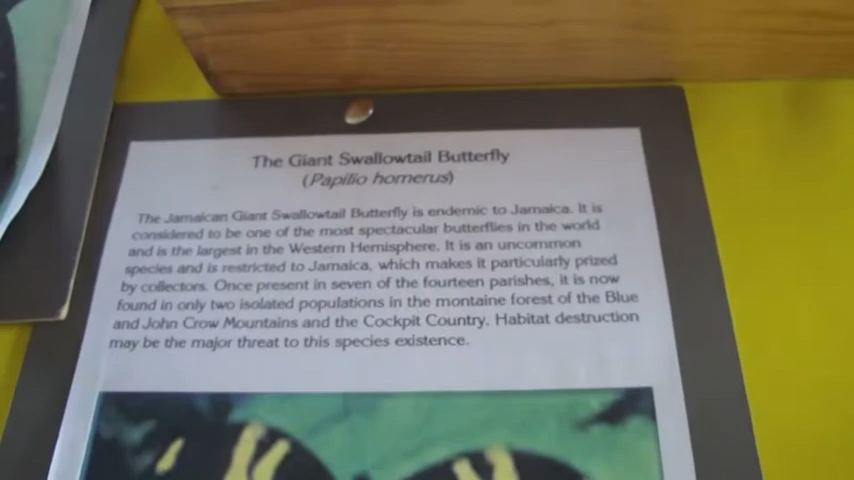 The Giant Swallowtail Butterfly
(Papilio homerus)
The Jamaican Giant Swallowtail Butterfly is endemic to Jamaica. It is
considered to be one of the most spectacular butterflies in the world
and is the largest in the Western Hemisphere. It is an uncommon
species and is restricted to Jamaica, which makes it particularly prized
by collectors. Once present in seven of the fourteen parishes, it is now
found in only two isolated populations in the montaine forest of the Blue
and John Crow Mountains and the Cockpit Country. Habitat destruction
may be the major threat to this species existence.